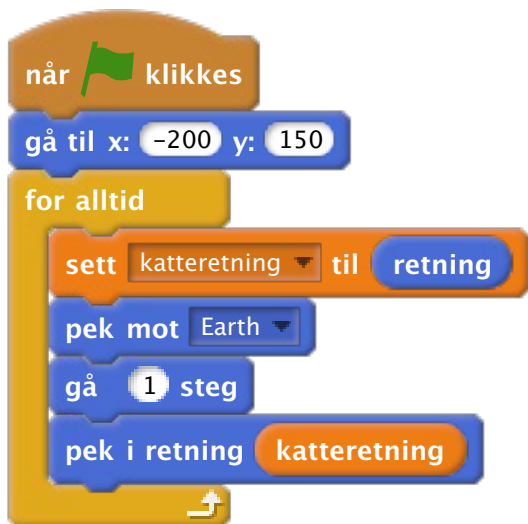 når klikkes
gå til x: -200 y: 150
for alltid
sett katteretning til retning
pek mot Earth
gå 1 steg
pek i retning katteretning